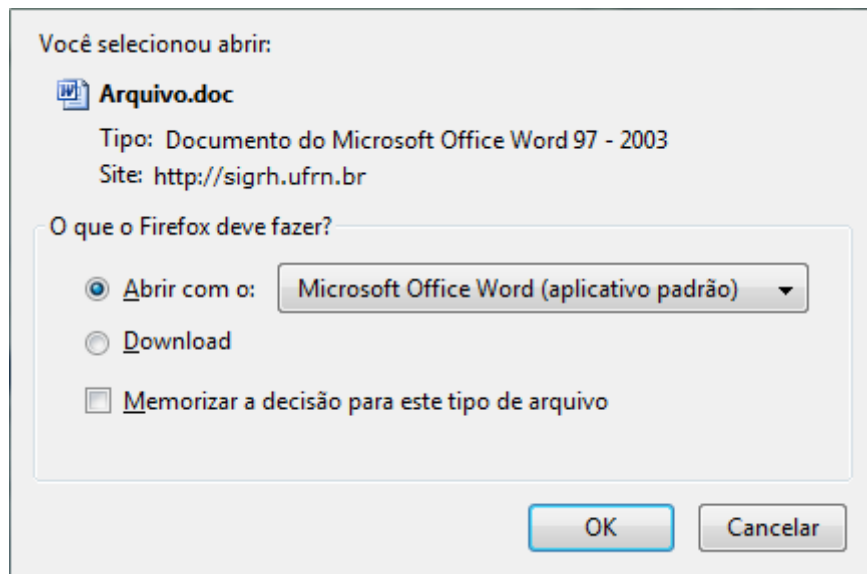 Você selecionou abrir:
Arquivo.doc
Tipo: Documento do Microsoft Office Word 97 - 2003
Site: http://sigrh.ufrn.br
O que o Firefox deve fazer?
Abrir com o: Microsoft Office Word (aplicativo padrão)
Download
Memorizar a decisão para este tipo de arquivo
OK Cancelar